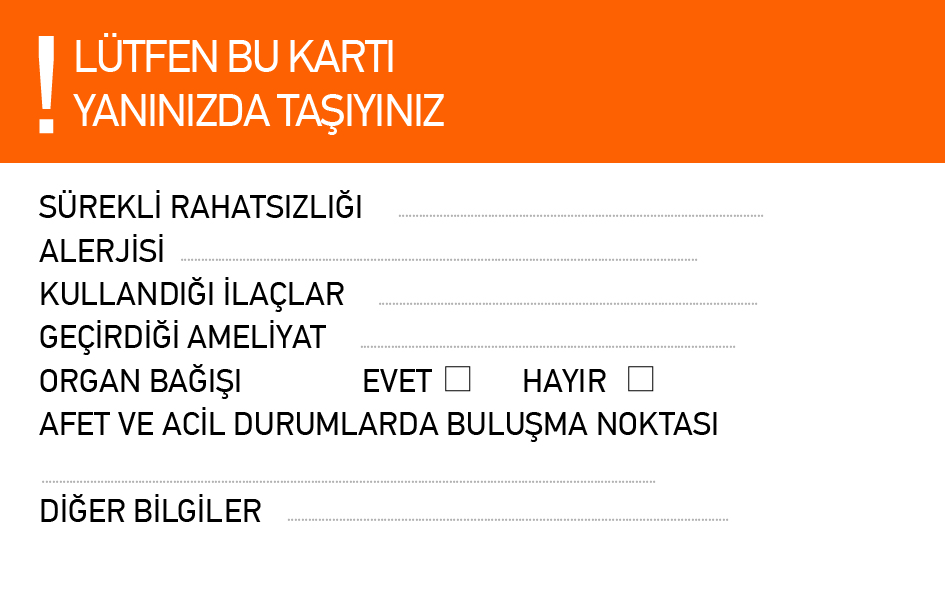 ! LÜTFEN BU KARTI
YANINIZDA TAŞIYINIZ
SÜREKLİ RAHATSIZLIĞI
ALERJİSİ
KULLANDIĞI İLAÇLAR
GEÇİRDİĞİ AMELİYAT
ORGAN BAĞIŞI EVET ☐ HAYIR ☐
AFET VE ACİL DURUMLARDA BULUŞMA NOKTASI
DİĞER BİLGİLER